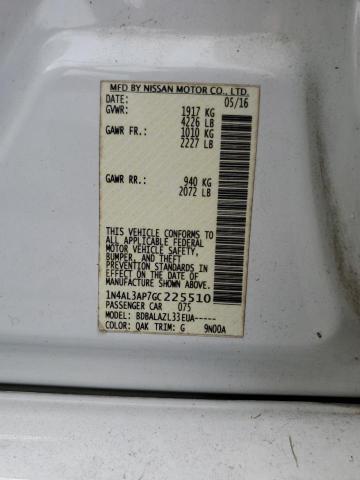 MFD BY NISSAN MOTOR CO., LTD.
DATE: 05/16
GVWR: 1917 KG
4226 LB
GAWR FR.: 1010 KG
2227 LB
GAWR RR.: 940 KG
2072 LB
THIS VEHICLE CONFORMS TO ALL
APPLICABLE U.S. FEDERAL
MOTOR VEHICLE SAFETY,
BUMPER, AND THEFT
PREVENTION STANDARDS IN
EFFECT ON THE DATE OF
MANUFACTURE SHOWN ABOVE.
1N4AL3AP7GC225510
PASSENGER CAR 075
MODEL: BDBALAZL33EUA-----
COLOR: QAK TRIM: G 9N00A